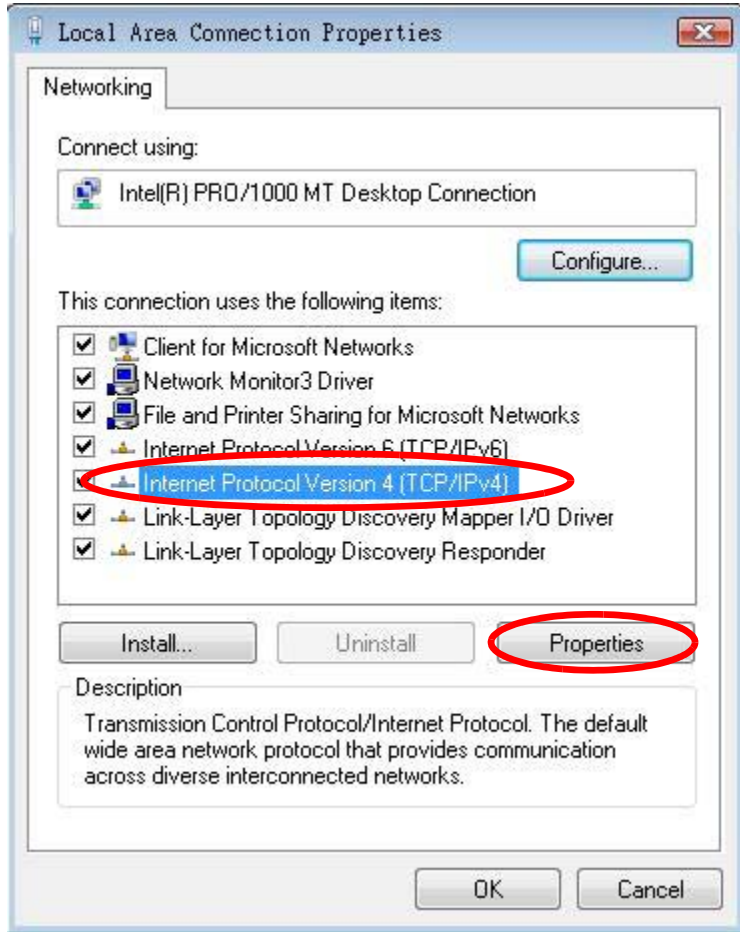 Local Area Connection Properties
Networking
Connect using:
Intel(R) PRO/1000 MT Desktop Connection
Configure...
This connection uses the following items:
Client for Microsoft Networks
Network Monitor3 Driver
File and Printer Sharing for Microsoft Networks
Internet Protocol Version 6 (TCP/IPv6)
Internet Protocol Version 4 (TCP/IPv4)
Link-Layer Topology Discovery Mapper I/O Driver
Link-Layer Topology Discovery Responder
Install...
Uninstall
Properties
Description
Transmission Control Protocol/Internet Protocol. The default
wide area network protocol that provides communication
across diverse interconnected networks.
OK
Cancel